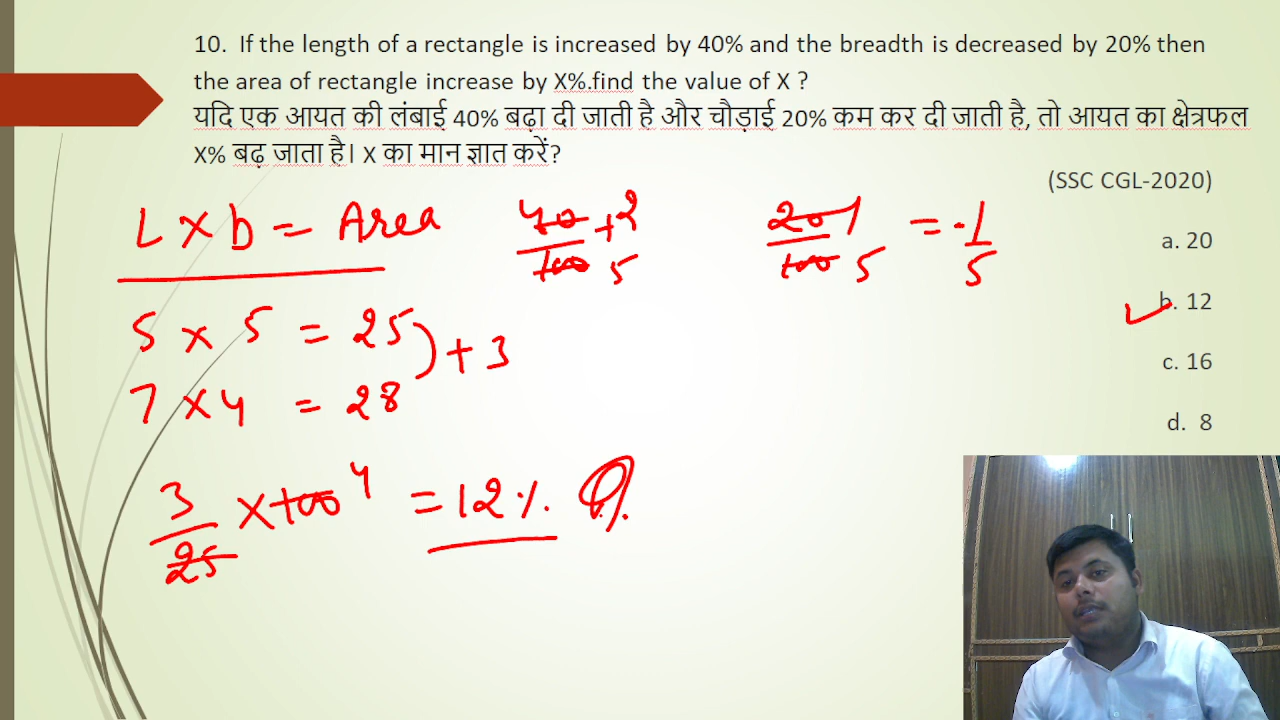 10. If the length of a rectangle is increased by 40% and the breadth is decreased by 20% then
the area of rectangle increase by X%.find the value of X ?
यदि एक आयत की लंबाई 40% बढ़ा दी जाती है और चौड़ाई 20% कम कर दी जाती है, तो आयत का क्षेत्रफल
X% बढ़ जाता है। X का मान ज्ञात करें?
(SSC CGL-2020)
L × b = Area
40/100 +2/5
20/100 1/5 = -1/5
a. 20
5 × 5 = 25
b. 12
) + 3
c. 16
7 × 4 = 28
d. 8
3/25 × 100 4 = 12%